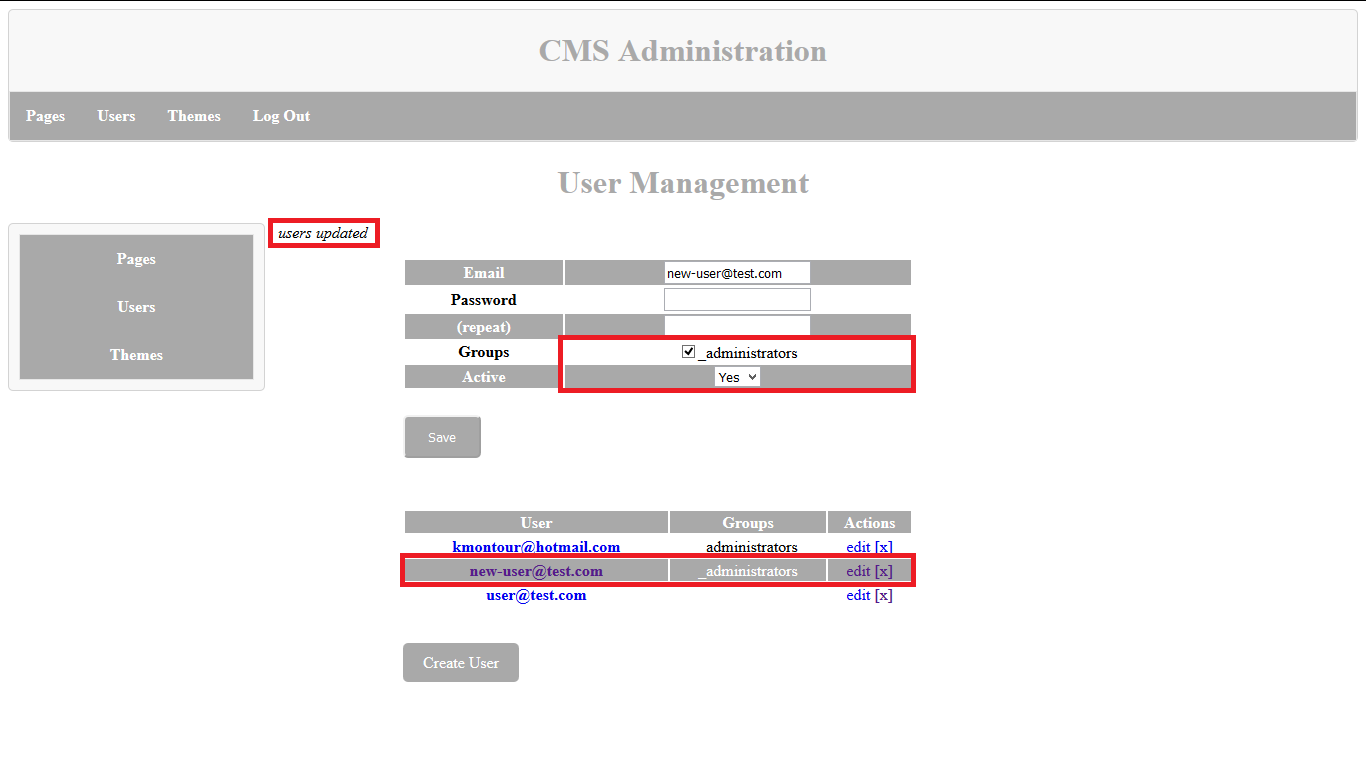 CMS Administration
Pages Users Themes Log Out
User Management
users updated
Pages
Users
Themes
Email new-user@test.com
Password
(repeat)
Groups _administrators
Active Yes
Save
User Groups Actions
kmontour@hotmail.com _administrators edit [x]
new-user@test.com _administrators edit [x]
user@test.com edit [x]
Create User